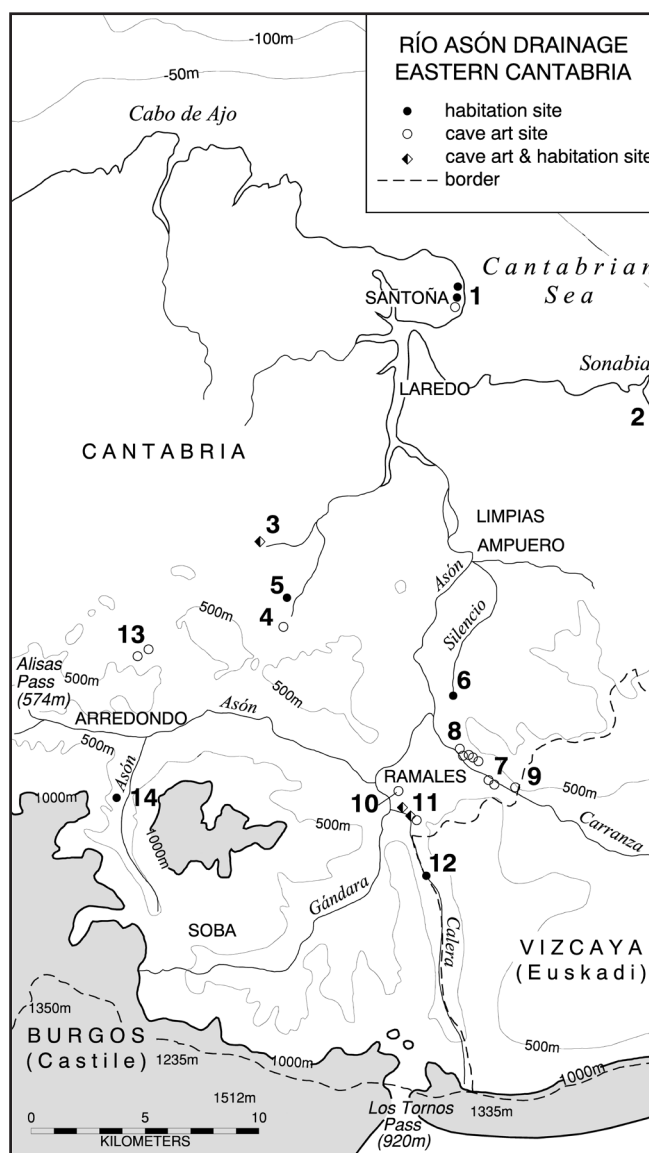 -100m
-50m
RÍO ASÓN DRAINAGE
EASTERN CANTABRIA
habitation site
cave art site
cave art & habitation site
border
Cabo de Ajo
Cantabrian
Sea
SANTOÑA
1
Sonabia
LAREDO
2
CANTABRIA
3
LIMPIAS
AMPUERO
5
Asón
4
500m
Silencio
13
Alisas
Pass
(574m)
500m
500m
6
ARREDONDO
Asón
8
500m
Asón
RAMALES
7
9
500m
1000m
14
10
11
Carranza
1000m
500m
12
Gándara
SOBA
Calera
VIZCAYA
(Euskadi)
1350m
BURGOS
(Castile)
1235m
1000m
500m
1000m
1512m
Los Tornos
Pass
(920m)
1335m
0 5 10
KILOMETERS